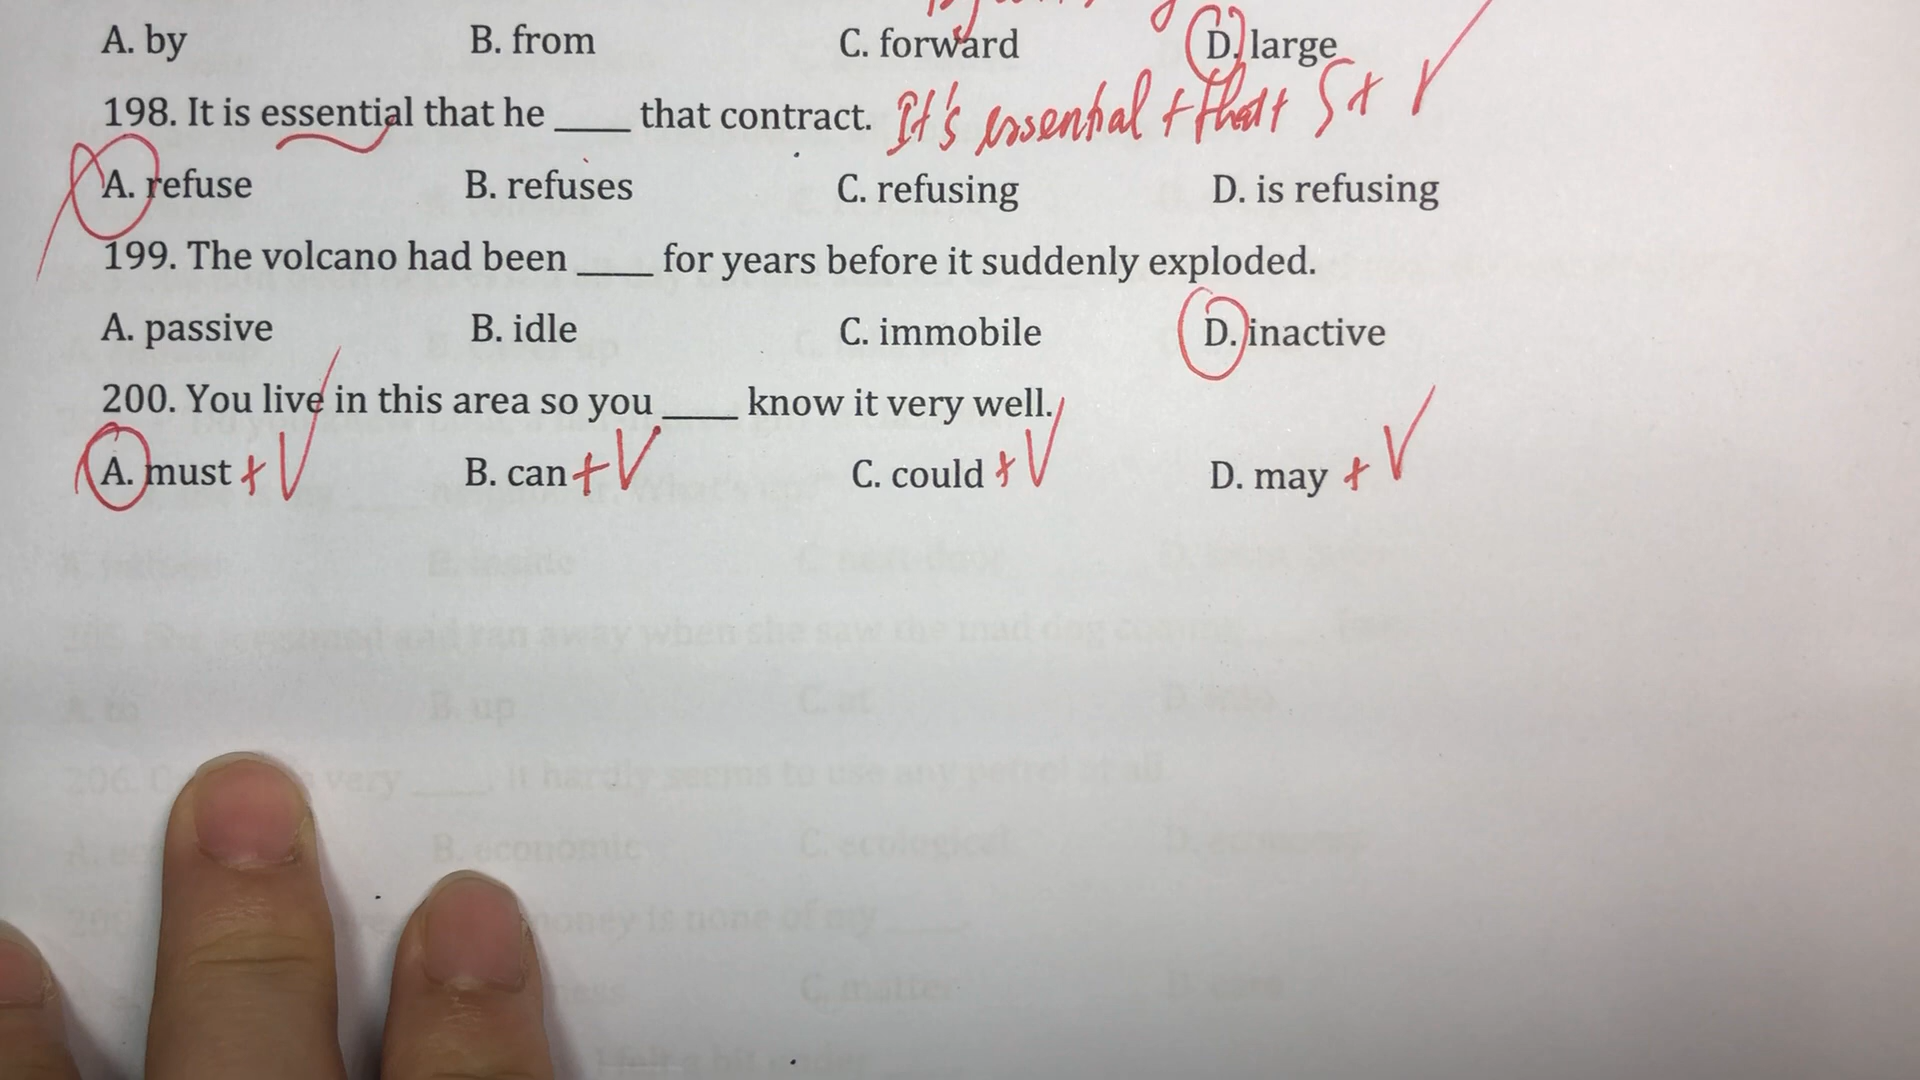 A. by B. from C. forward D. large
198. It is essential that he ____ that contract. It's essential + that + S + V
A. refuse B. refuses C. refusing D. is refusing
199. The volcano had been ____ for years before it suddenly exploded.
A. passive B. idle C. immobile D. inactive
200. You live in this area so you ____ know it very well.
A. must + V B. can + V C. could + V D. may + V